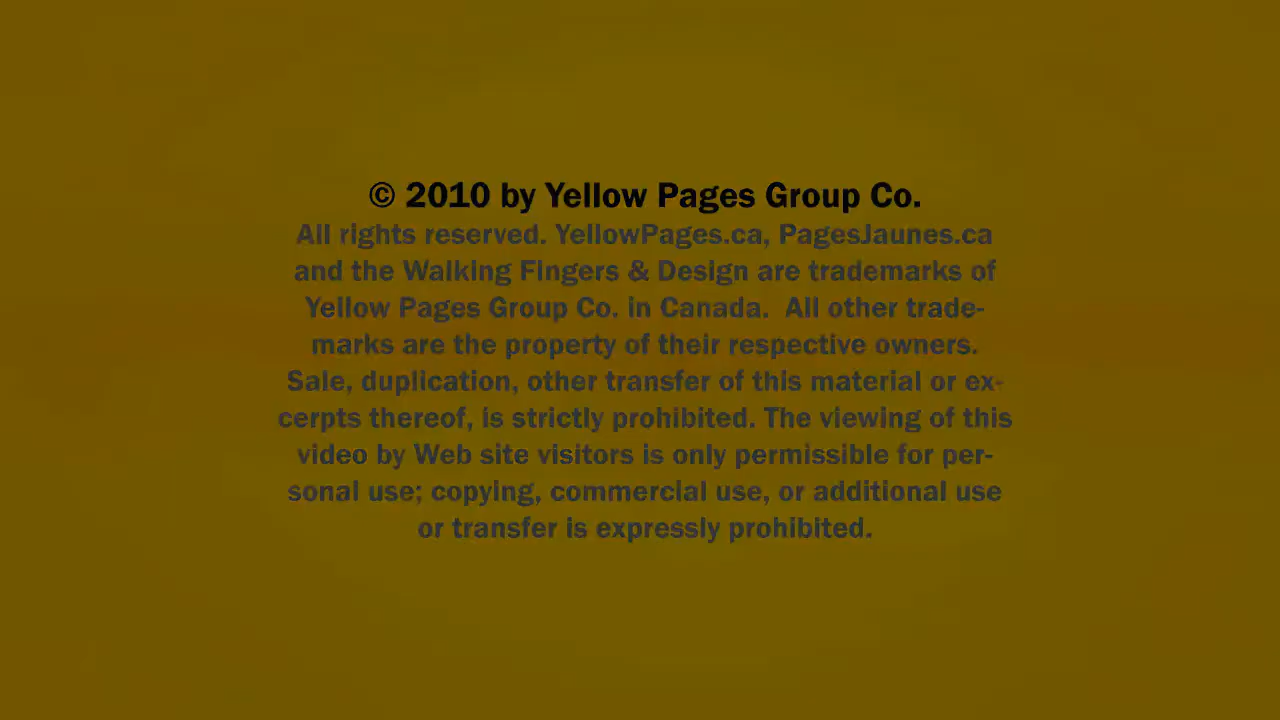 © 2010 by Yellow Pages Group Co.
All rights reserved. YellowPages.ca, PagesJaunes.ca
and the Walking Fingers & Design are trademarks of
Yellow Pages Group Co. in Canada.  All other trade-
marks are the property of their respective owners.
Sale, duplication, other transfer of this material or ex-
cerpts thereof, is strictly prohibited. The viewing of this
video by Web site visitors is only permissible for per-
sonal use; copying, commercial use, or additional use
or transfer is expressly prohibited.